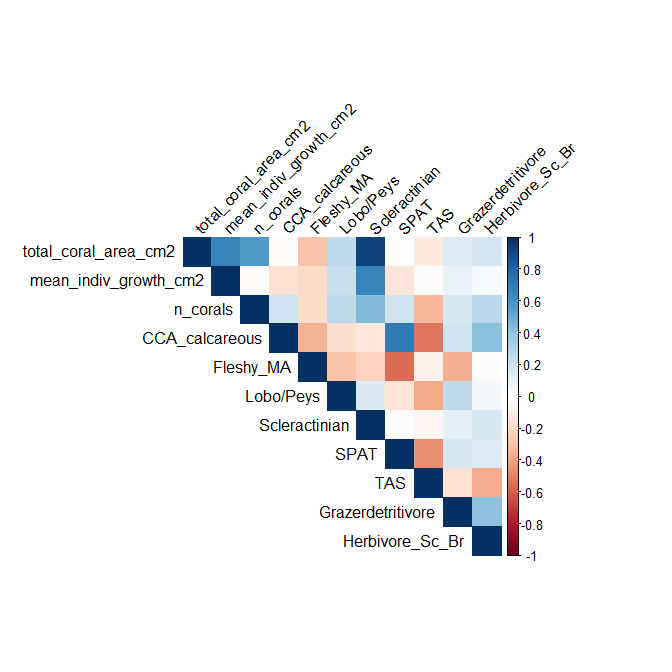 total_coral_area_cm2
mean_indiv_growth_cm2
n_corals
CCA_calcareous
Fleshy_MA
Lobo/Peys
Scleractinian
SPAT
TAS
Grazerdetritivore
Herbivore_Sc_Br
total_coral_area_cm2
mean_indiv_growth_cm2
n_corals
CCA_calcareous
Fleshy_MA
Lobo/Peys
Scleractinian
SPAT
TAS
Grazerdetritivore
Herbivore_Sc_Br
1
0.8
0.6
0.4
0.2
0
-0.2
-0.4
-0.6
-0.8
-1